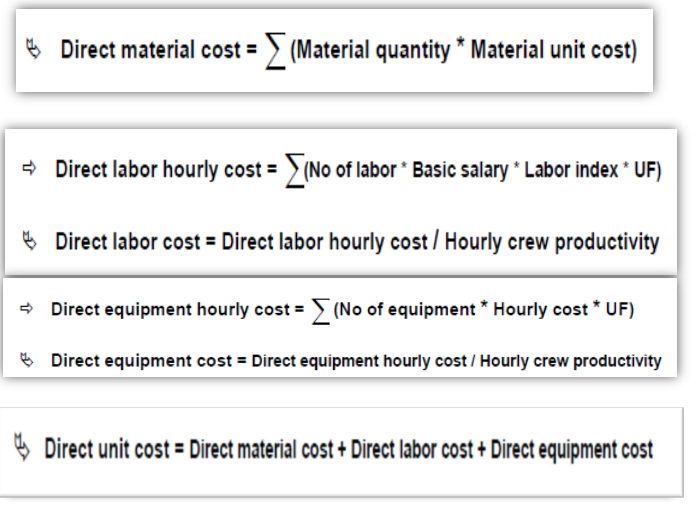 Direct material cost = ∑ (Material quantity * Material unit cost)
Direct labor hourly cost = ∑(No of labor * Basic salary * Labor index * UF)
Direct labor cost = Direct labor hourly cost / Hourly crew productivity
Direct equipment hourly cost = ∑ (No of equipment * Hourly cost * UF)
Direct equipment cost = Direct equipment hourly cost / Hourly crew productivity
Direct unit cost = Direct material cost + Direct labor cost + Direct equipment cost